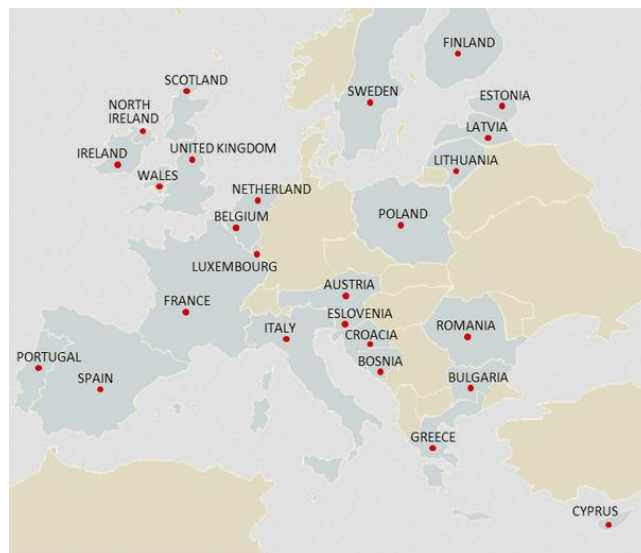 FINLAND
SCOTLAND
SWEDEN
ESTONIA
NORTH
IRELAND
LATVIA
IRELAND
UNITED KINGDOM
LITHUANIA
WALES
NETHERLAND
BELGIUM
POLAND
LUXEMBOURG
AUSTRIA
FRANCE
ESLOVENIA
ITALY
CROACIA
ROMANIA
PORTUGAL
BOSNIA
SPAIN
BULGARIA
GREECE
CYPRUS